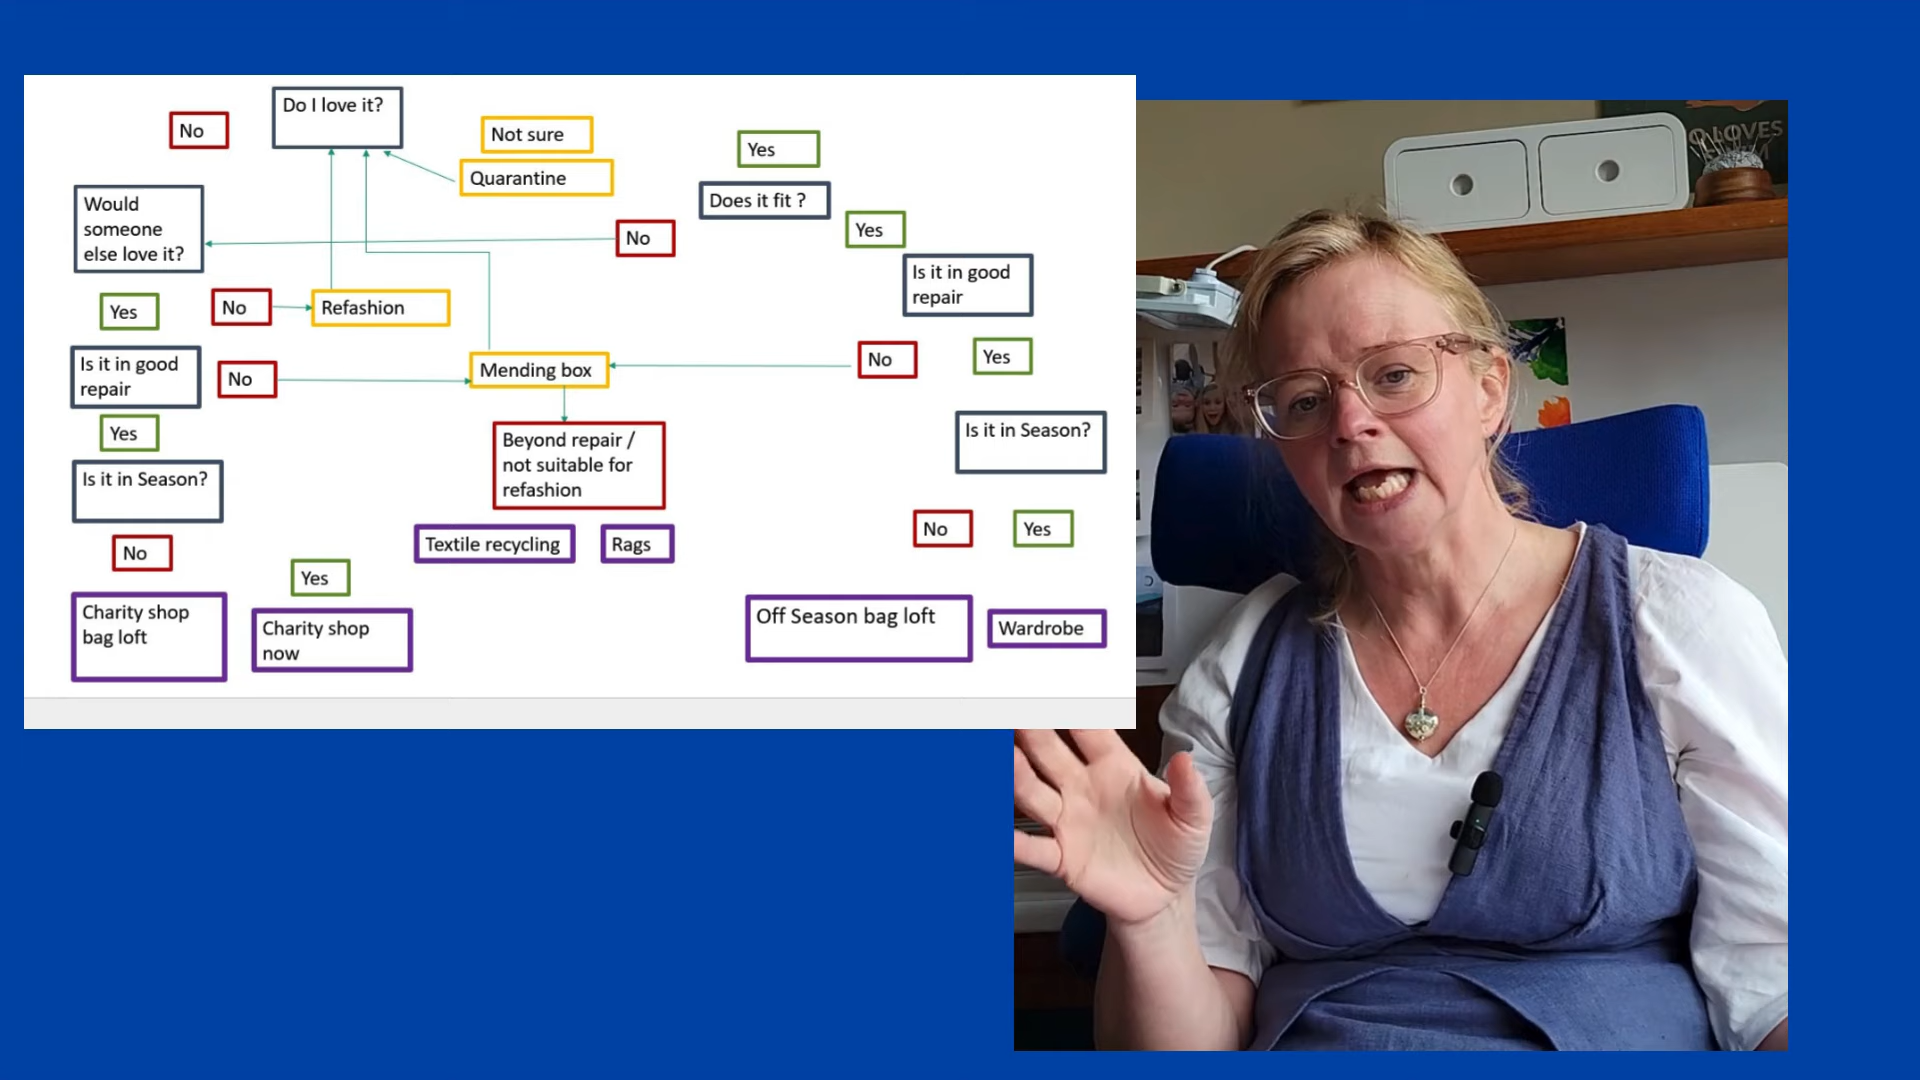 Do I love it?
No
Not sure
Quarantine
Yes
Does it fit ?
Would
someone
else love it?
No
Yes
Is it in good
repair
Yes
No
Refashion
Is it in good
repair
No
Mending box
No
Yes
Yes
Is it in Season?
Beyond repair /
not suitable for
refashion
Is it in Season?
No
Yes
Textile recycling
Rags
No
Yes
Charity shop
bag loft
Charity shop
now
Off Season bag loft
Wardrobe
LOVES